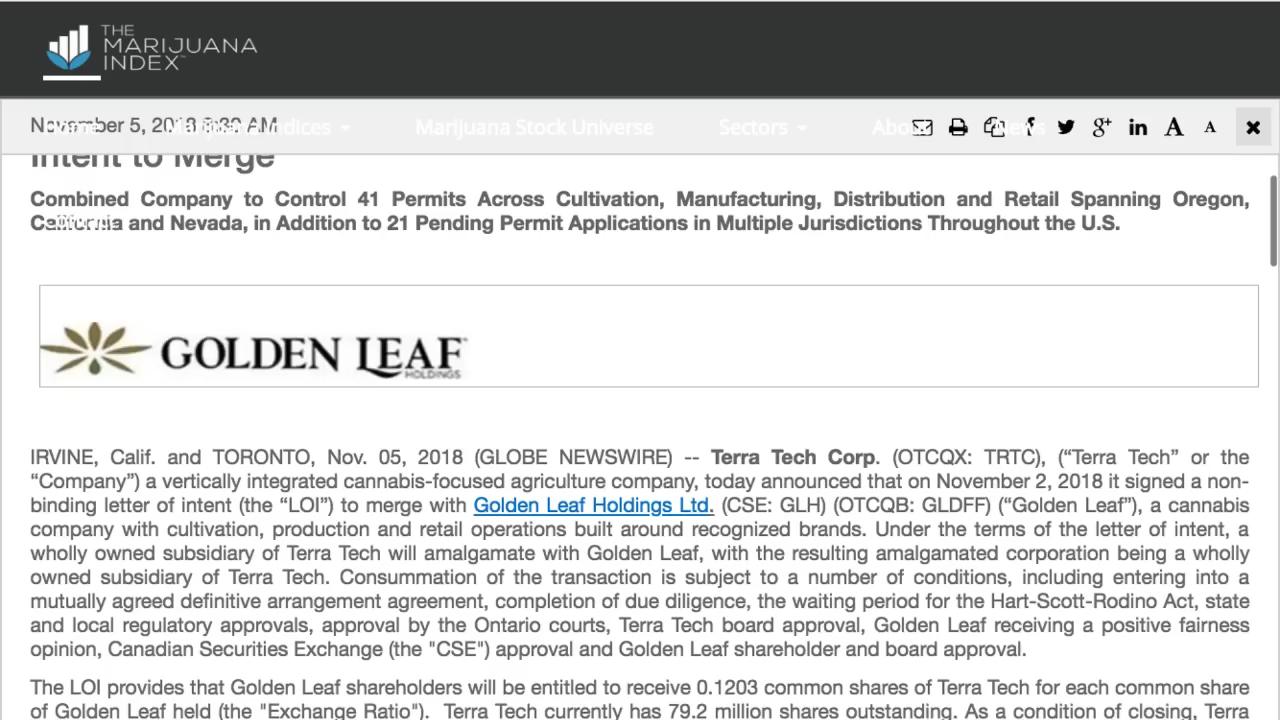 THE
MARIJUANA
INDEX
November 5, 2018 8:30 AM
Marijuana Stock Universe
Sectors
Intent to Merge
Combined Company to Control 41 Permits Across Cultivation, Manufacturing, Distribution and Retail Spanning Oregon,
and Nevada, in Addition to 21 Pending Permit Applications in Multiple Jurisdictions Throughout the U.S.
GOLDEN LEAF
HOLDINGS
IRVINE, Calif. and TORONTO, Nov. 05, 2018 (GLOBE NEWSWIRE) -- Terra Tech Corp. (OTCQX: TRTC), (“Terra Tech” or the
“Company”) a vertically integrated cannabis-focused agriculture company, today announced that on November 2, 2018 it signed a non-
binding letter of intent (the “LOI”) to merge with Golden Leaf Holdings Ltd. (CSE: GLH) (OTCQB: GLDFF) (“Golden Leaf”), a cannabis
company with cultivation, production and retail operations built around recognized brands. Under the terms of the letter of intent, a
wholly owned subsidiary of Terra Tech will amalgamate with Golden Leaf, with the resulting amalgamated corporation being a wholly
owned subsidiary of Terra Tech. Consummation of the transaction is subject to a number of conditions, including entering into a
mutually agreed definitive arrangement agreement, completion of due diligence, the waiting period for the Hart-Scott-Rodino Act, state
and local regulatory approvals, approval by the Ontario courts, Terra Tech board approval, Golden Leaf receiving a positive fairness
opinion, Canadian Securities Exchange (the "CSE") approval and Golden Leaf shareholder and board approval.
The LOI provides that Golden Leaf shareholders will be entitled to receive 0.1203 common shares of Terra Tech for each common share
of Golden Leaf held (the "Exchange Ratio"). Terra Tech currently has 79.2 million shares outstanding. As a condition of closing, Terra